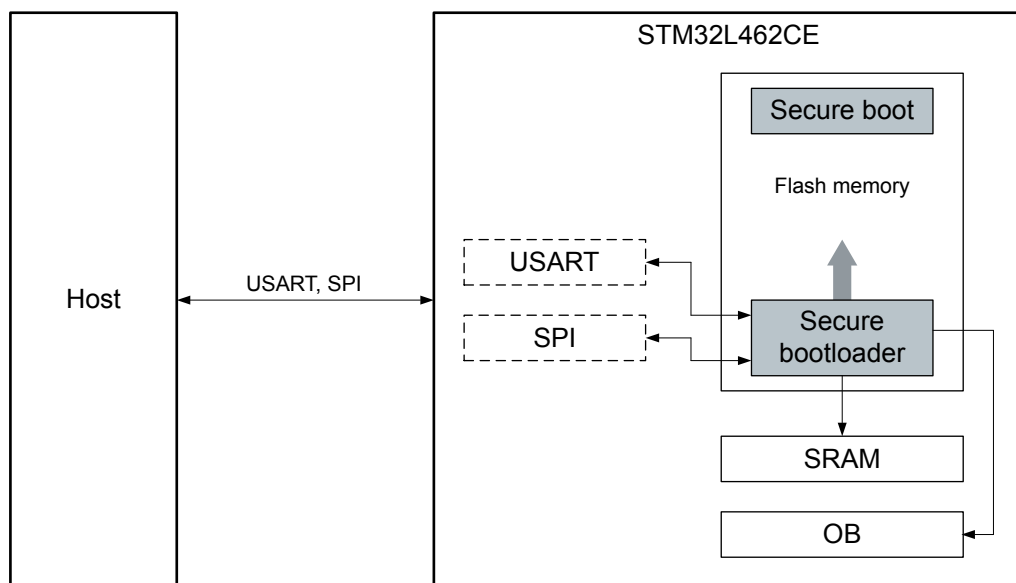 STM32L462CE
Secure boot
Flash memory
USART
USART, SPI
Host
SPI
Secure
bootloader
SRAM
OB